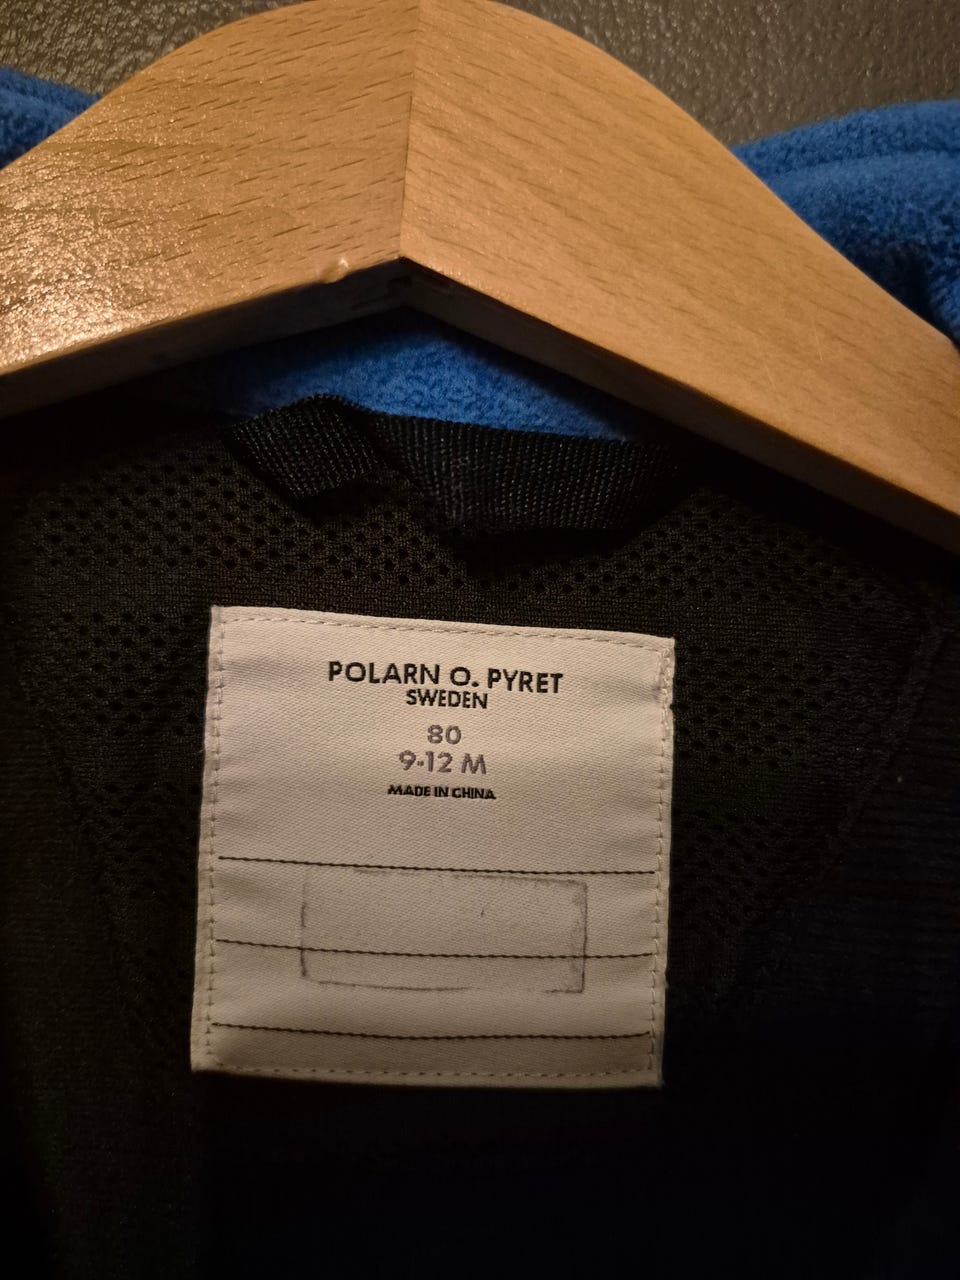 POLARN O. PYRET
SWEDEN
80
9-12 M
MADE IN CHINA